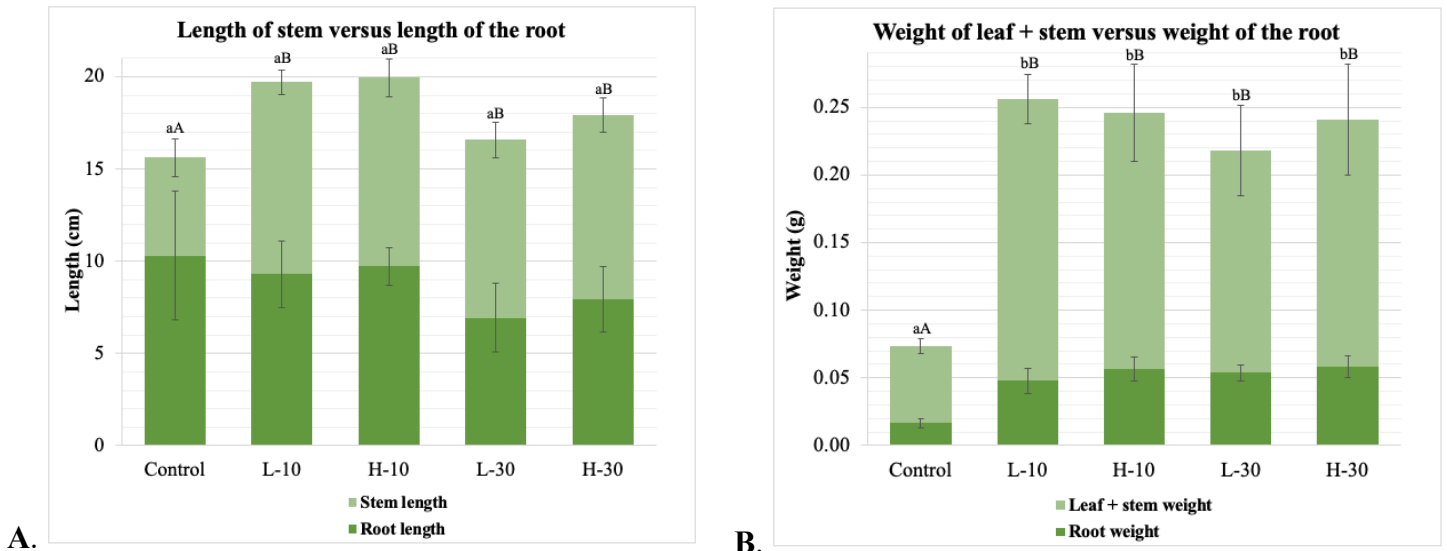 Length of stem versus length of the root
20
15
10
5
0
Length (cm)
aA
aB
aB
aB
aB
Control L-10 H-10 L-30 H-30
Stem length
Root length
A.
Weight of leaf + stem versus weight of the root
0.25
0.20
0.15
0.10
0.05
0.00
Weight (g)
aA
bB
bB
bB
bB
Control L-10 H-10 L-30 H-30
Leaf + stem weight
Root weight
B.